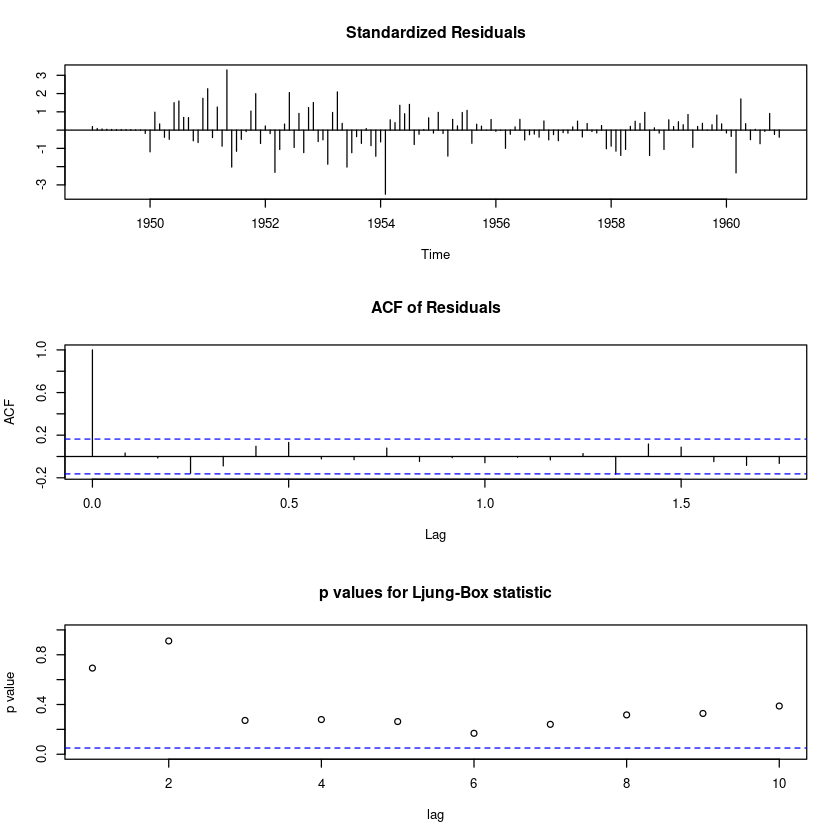 Standardized Residuals
3
1
-1
-3
1950 1952 1954 1956 1958 1960
Time
ACF of Residuals
ACF
1.0
0.6
0.2
-0.2
0.0 0.5 1.0 1.5
Lag
p values for Ljung-Box statistic
p value
0.8
0.4
0.0
2 4 6 8 10
lag